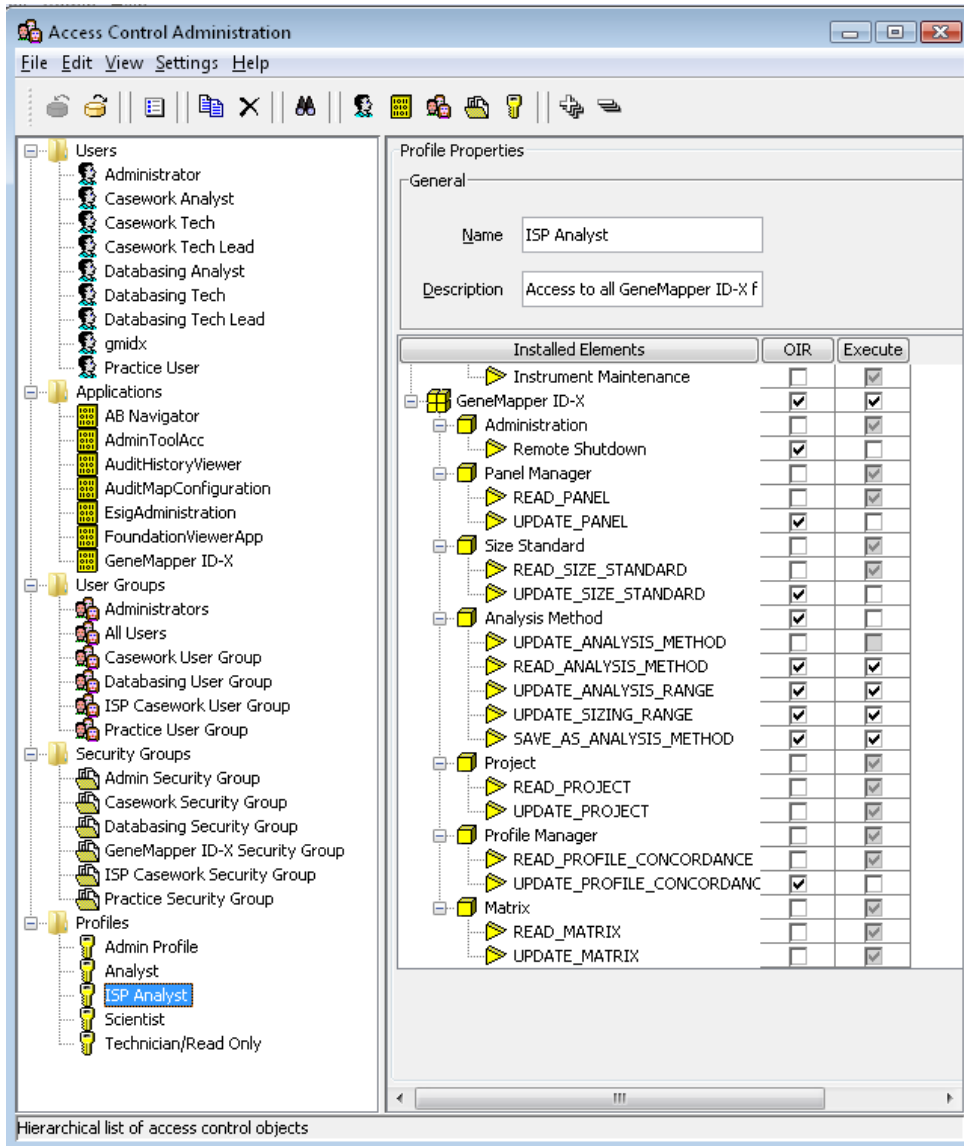 Access Control Administration
File Edit View Settings Help
Users
Administrator
Casework Analyst
Casework Tech
Casework Tech Lead
Databasing Analyst
Databasing Tech
Databasing Tech Lead
gmidx
Practice User
Applications
AB Navigator
AdminToolAcc
AuditHistoryViewer
AuditMapConfiguration
EsigAdministration
FoundationViewerApp
GeneMapper ID-X
User Groups
Administrators
All Users
Casework User Group
Databasing User Group
ISP Casework User Group
Practice User Group
Security Groups
Admin Security Group
Casework Security Group
Databasing Security Group
GeneMapper ID-X Security Group
ISP Casework Security Group
Practice Security Group
Profiles
Admin Profile
Analyst
ISP Analyst
Scientist
Technician/Read Only
Profile Properties
General
Name ISP Analyst
Description Access to all GeneMapper ID-X f
Installed Elements OIR Execute
Instrument Maintenance
GeneMapper ID-X
Administration
Remote Shutdown
Panel Manager
READ_PANEL
UPDATE_PANEL
Size Standard
READ_SIZE_STANDARD
UPDATE_SIZE_STANDARD
Analysis Method
UPDATE_ANALYSIS_METHOD
READ_ANALYSIS_METHOD
UPDATE_ANALYSIS_RANGE
UPDATE_SIZING_RANGE
SAVE_AS_ANALYSIS_METHOD
Project
READ_PROJECT
UPDATE_PROJECT
Profile Manager
READ_PROFILE_CONCORDANCE
UPDATE_PROFILE_CONCORDANC
Matrix
READ_MATRIX
UPDATE_MATRIX
Hierarchical list of access control objects